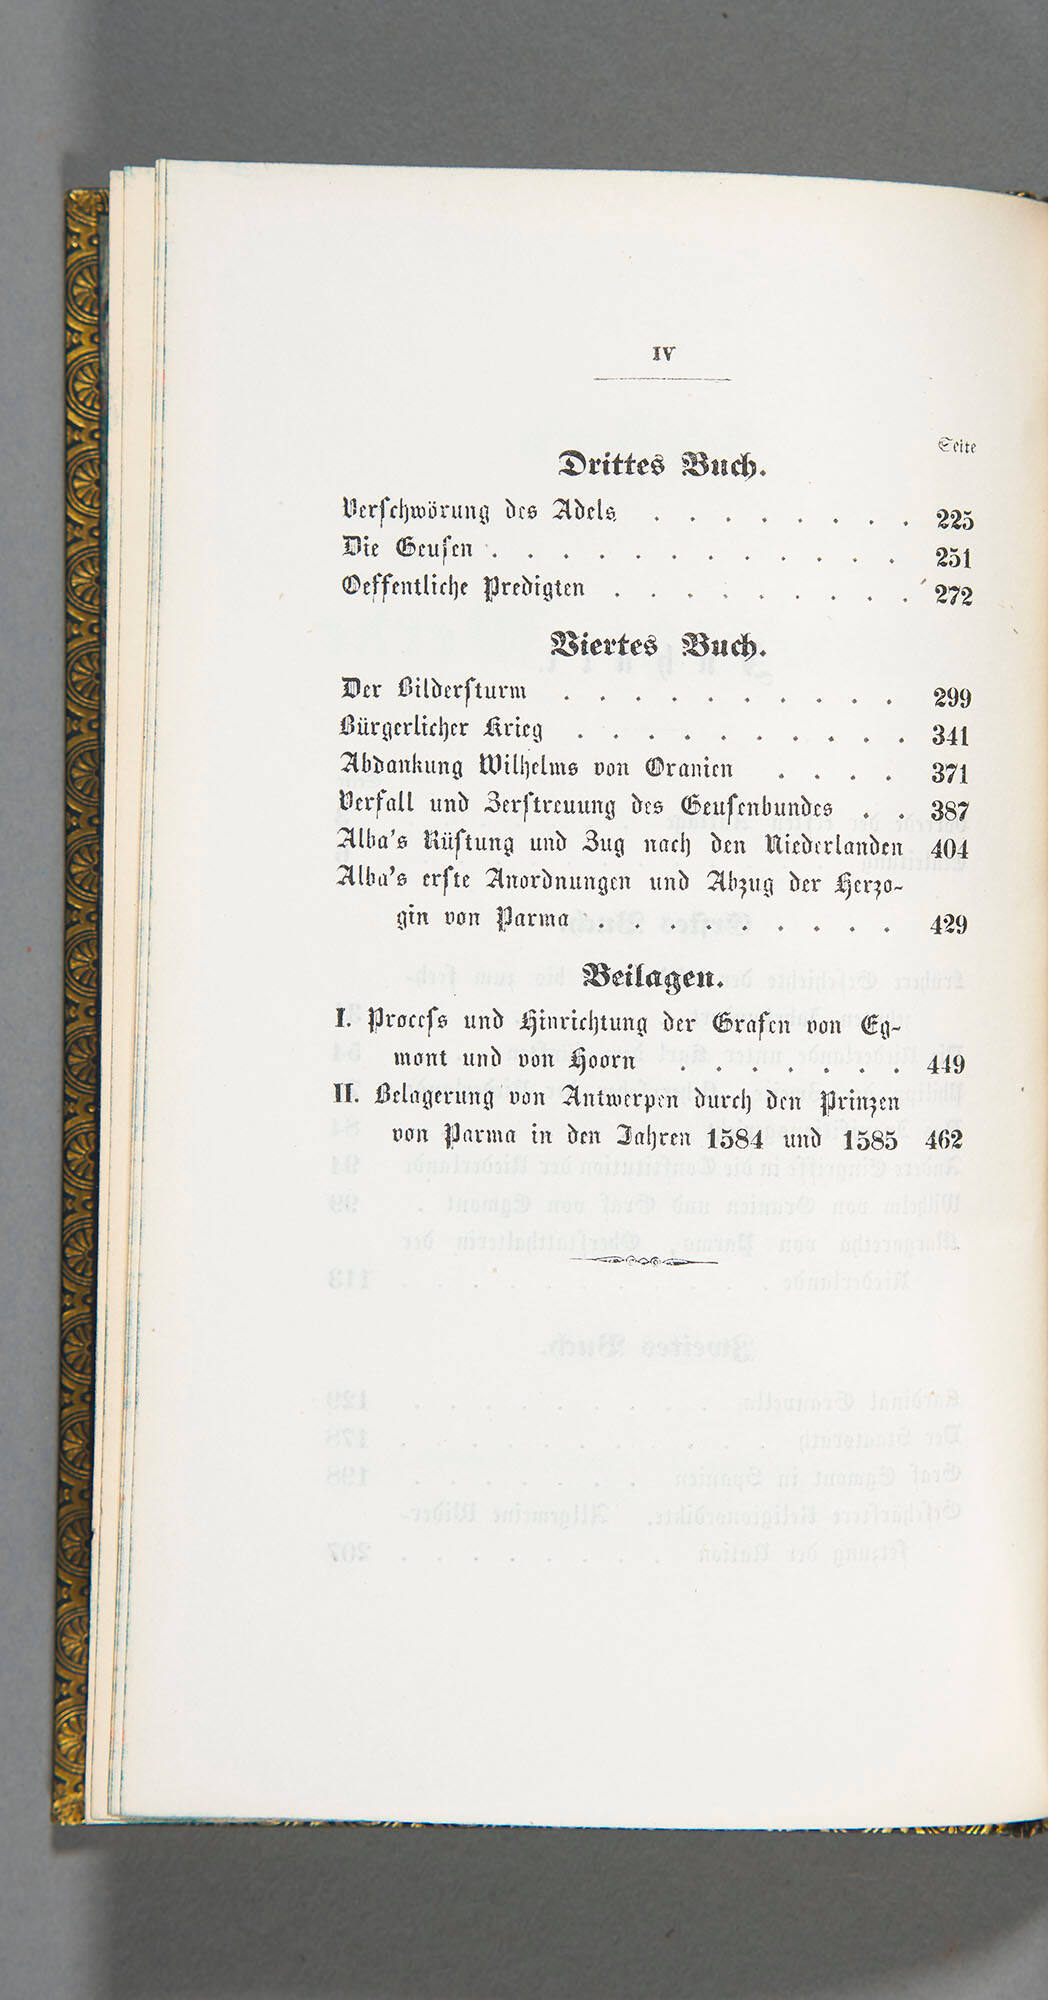 IV
Seite
Drittes Buch.
Verschwörung des Adels . . . . . . . . 225
Die Geusen . . . . . . . . . . . . 251
Oeffentliche Predigten . . . . . . . . . 272
Viertes Buch.
Der Bildersturm . . . . . . . . . . 299
Bürgerlicher Krieg . . . . . . . . . . 341
Abdankung Wilhelms von Oranien . . . . 371
Verfall und Zerstreuung des Geusenbundes . . 387
Alba's Rüstung und Zug nach den Niederlanden 404
Alba's erste Anordnungen und Abzug der Herzo-
gin von Parma . . . . . . . . . 429
Beilagen.
I. Process und Hinrichtung der Grafen von Eg-
mont und von Hoorn . . . . . . . 449
II. Belagerung von Antwerpen durch den Prinzen
von Parma in den Jahren 1584 und 1585 462